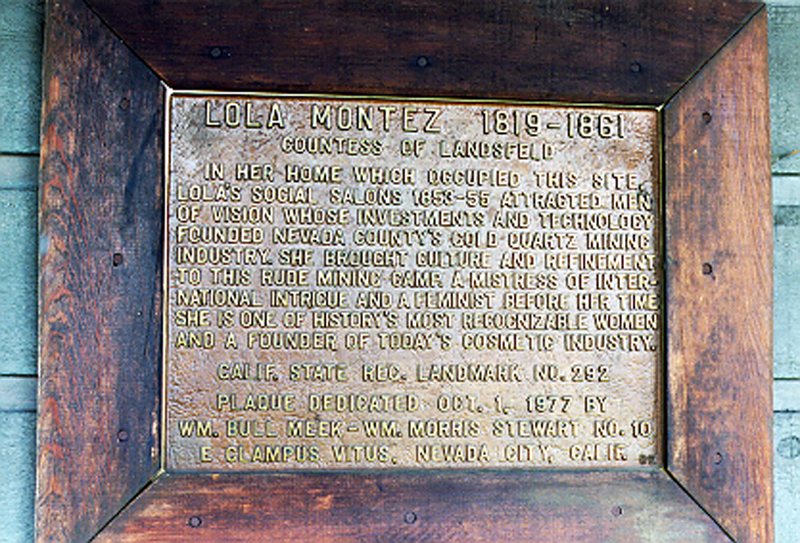 LOLA MONTEZ 1819-1861
COUNTESS OF LANDSFELD
IN HER HOME WHICH OCCUPIED THIS SITE,
LOLA'S SOCIAL SALONS 1853-55 ATTRACTED MEN
OF VISION WHOSE INVESTMENTS AND TECHNOLOGY
FOUNDED NEVADA COUNTY'S GOLD QUARTZ MINING
INDUSTRY. SHE BROUGHT CULTURE AND REFINEMENT
TO THIS RUDE MINING CAMP. A MISTRESS OF INTER-
NATIONAL INTRIGUE AND A FEMINIST BEFORE HER TIME
SHE IS ONE OF HISTORY'S MOST RECOGNIZABLE WOMEN
AND A FOUNDER OF TODAY'S COSMETIC INDUSTRY.
CALIF. STATE REG. LANDMARK NO. 292
PLAQUE DEDICATED OCT. 1, 1977 BY
WM. BULL MEEK - WM. MORRIS STEWART NO. 10
E CLAMPUS VITUS, NEVADA CITY, CALIF.